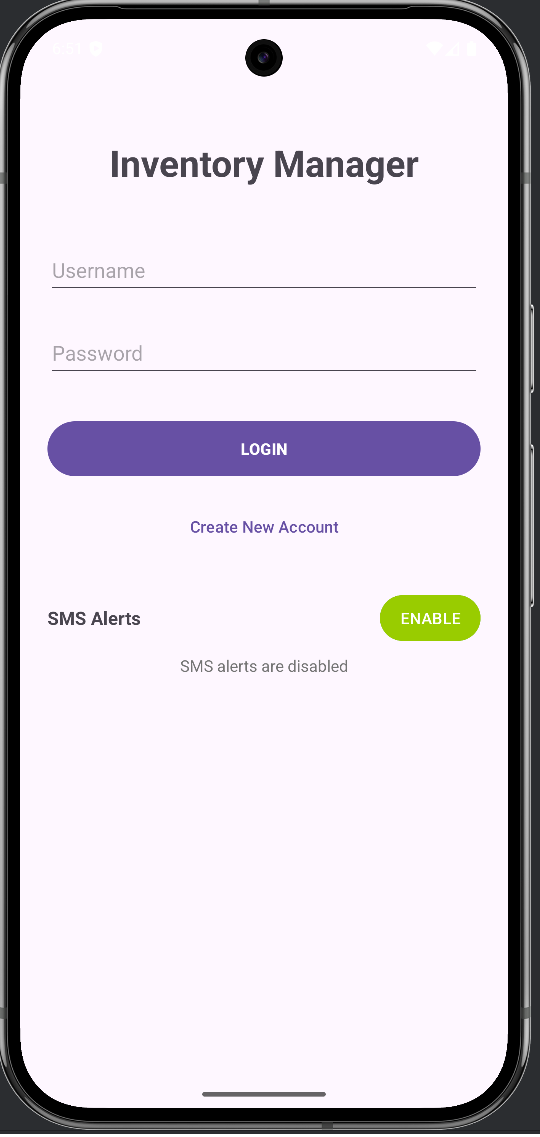 Inventory Manager
Username
Password
LOGIN
Create New Account
SMS Alerts
ENABLE
SMS alerts are disabled